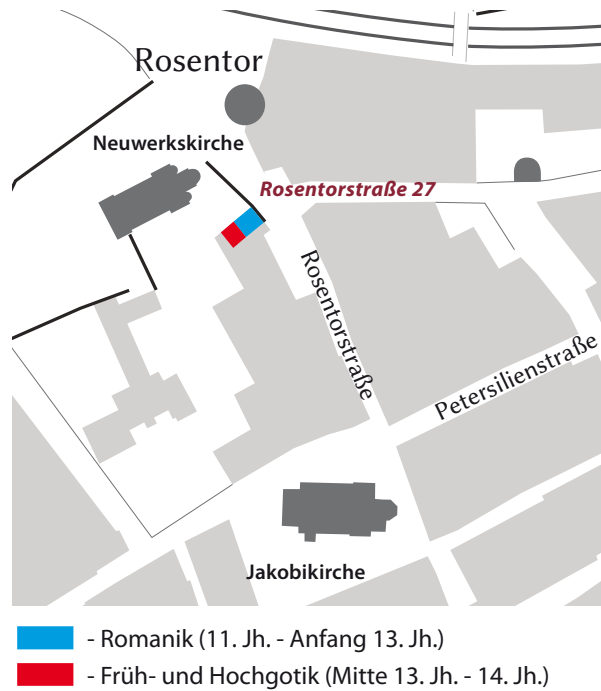 Rosentor
Neuwerkskirche
Rosentorstraße 27
Rosentorstraße
Petersilienstraße
Jakobikirche
- Romanik (11. Jh. - Anfang 13. Jh.)
- Früh- und Hochgotik (Mitte 13. Jh. - 14. Jh.)